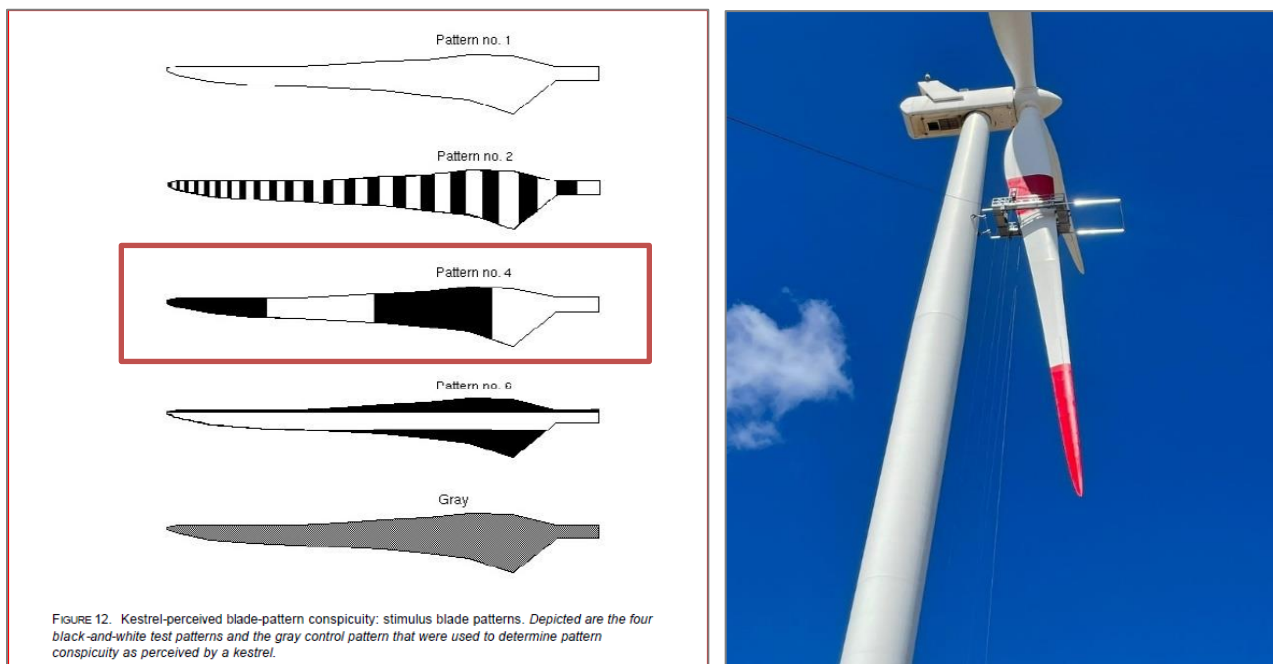 Pattern no. 1
Pattern no. 2
Pattern no. 4
Pattern no. 6
Gray
FIGURE 12. Kestrel-perceived blade-pattern conspicuity: stimulus blade patterns. Depicted are the four
black-and-white test patterns and the gray control pattern that were used to determine pattern
conspicuity as perceived by a kestrel.